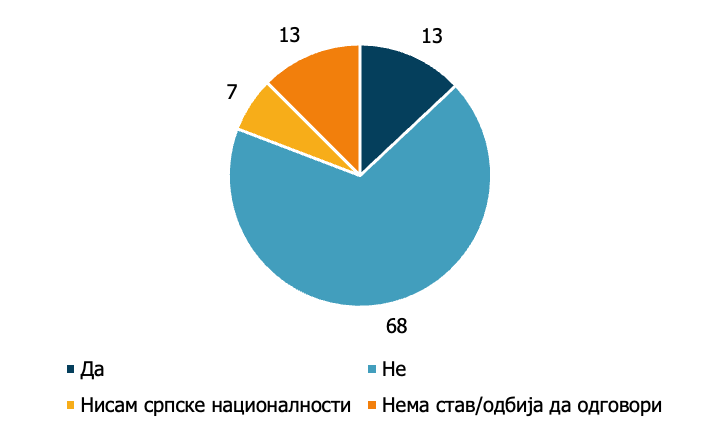 13
13
7
68
Да
Не
Нисам српске националности
Нема став/одбија да одговори